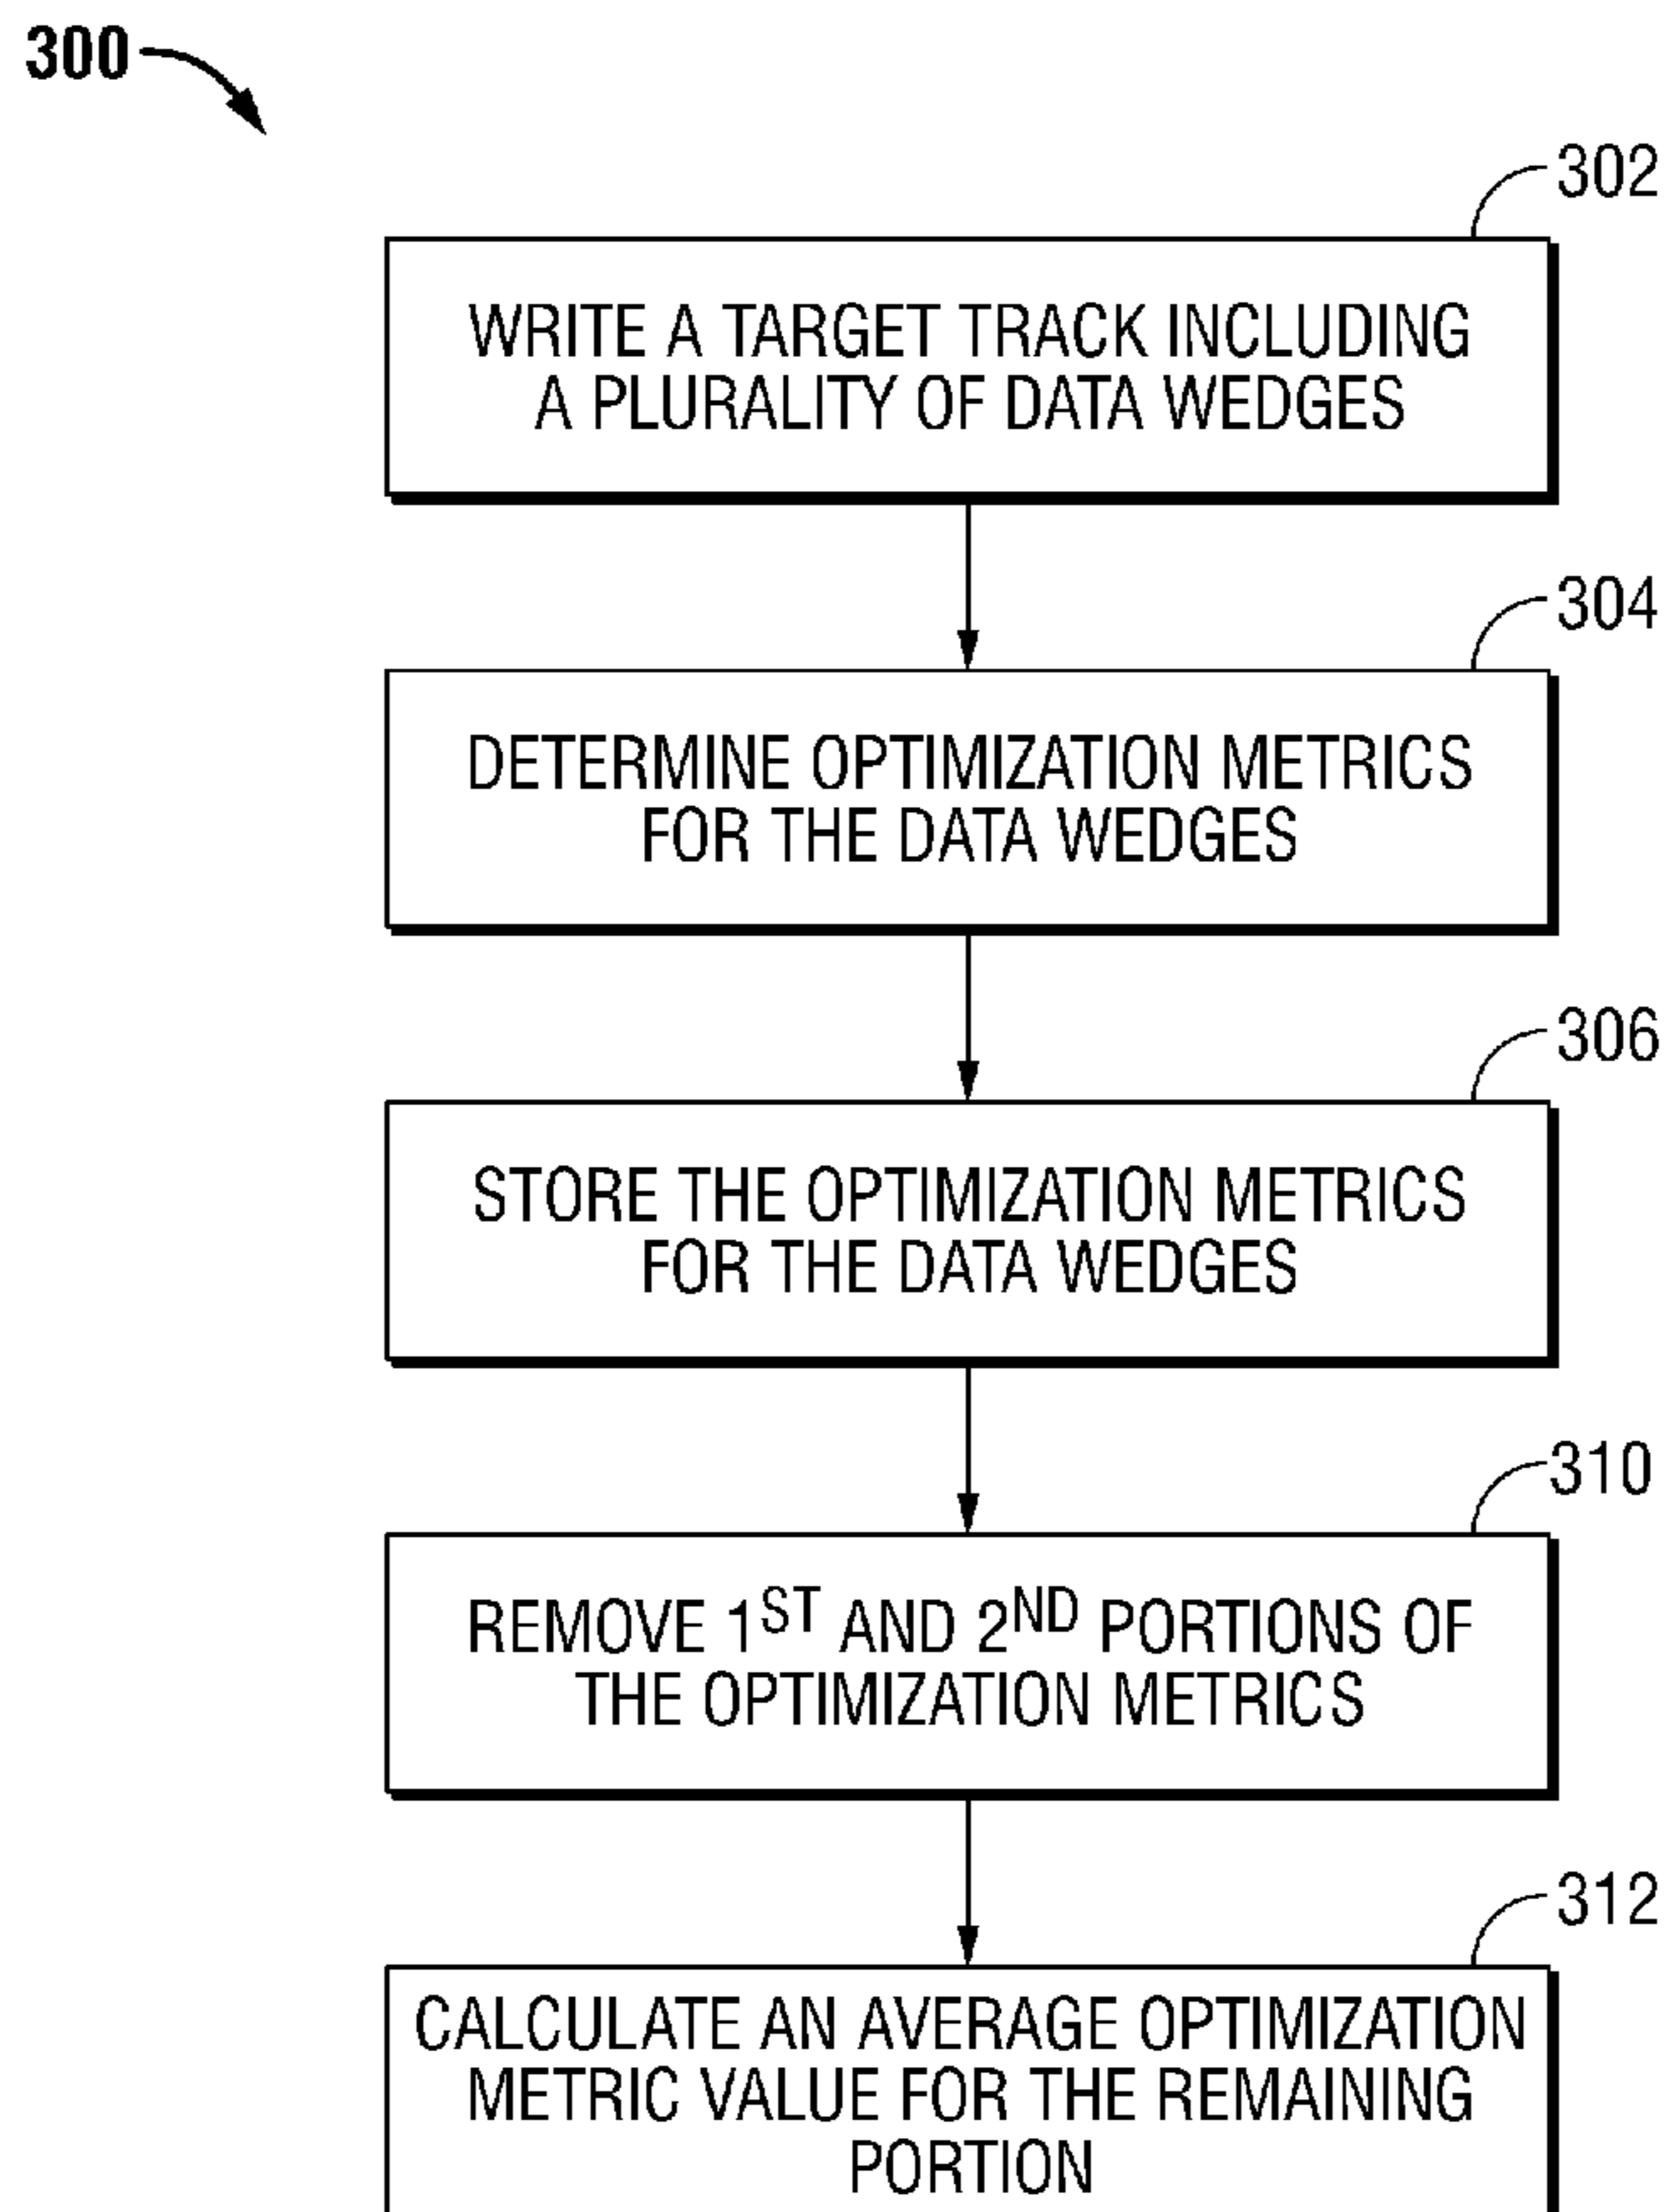 300
302
WRITE A TARGET TRACK INCLUDING
A PLURALITY OF DATA WEDGES
304
DETERMINE OPTIMIZATION METRICS
FOR THE DATA WEDGES
306
STORE THE OPTIMIZATION METRICS
FOR THE DATA WEDGES
310
REMOVE 1ST AND 2ND PORTIONS OF
THE OPTIMIZATION METRICS
312
CALCULATE AN AVERAGE OPTIMIZATION
METRIC VALUE FOR THE REMAINING
PORTION